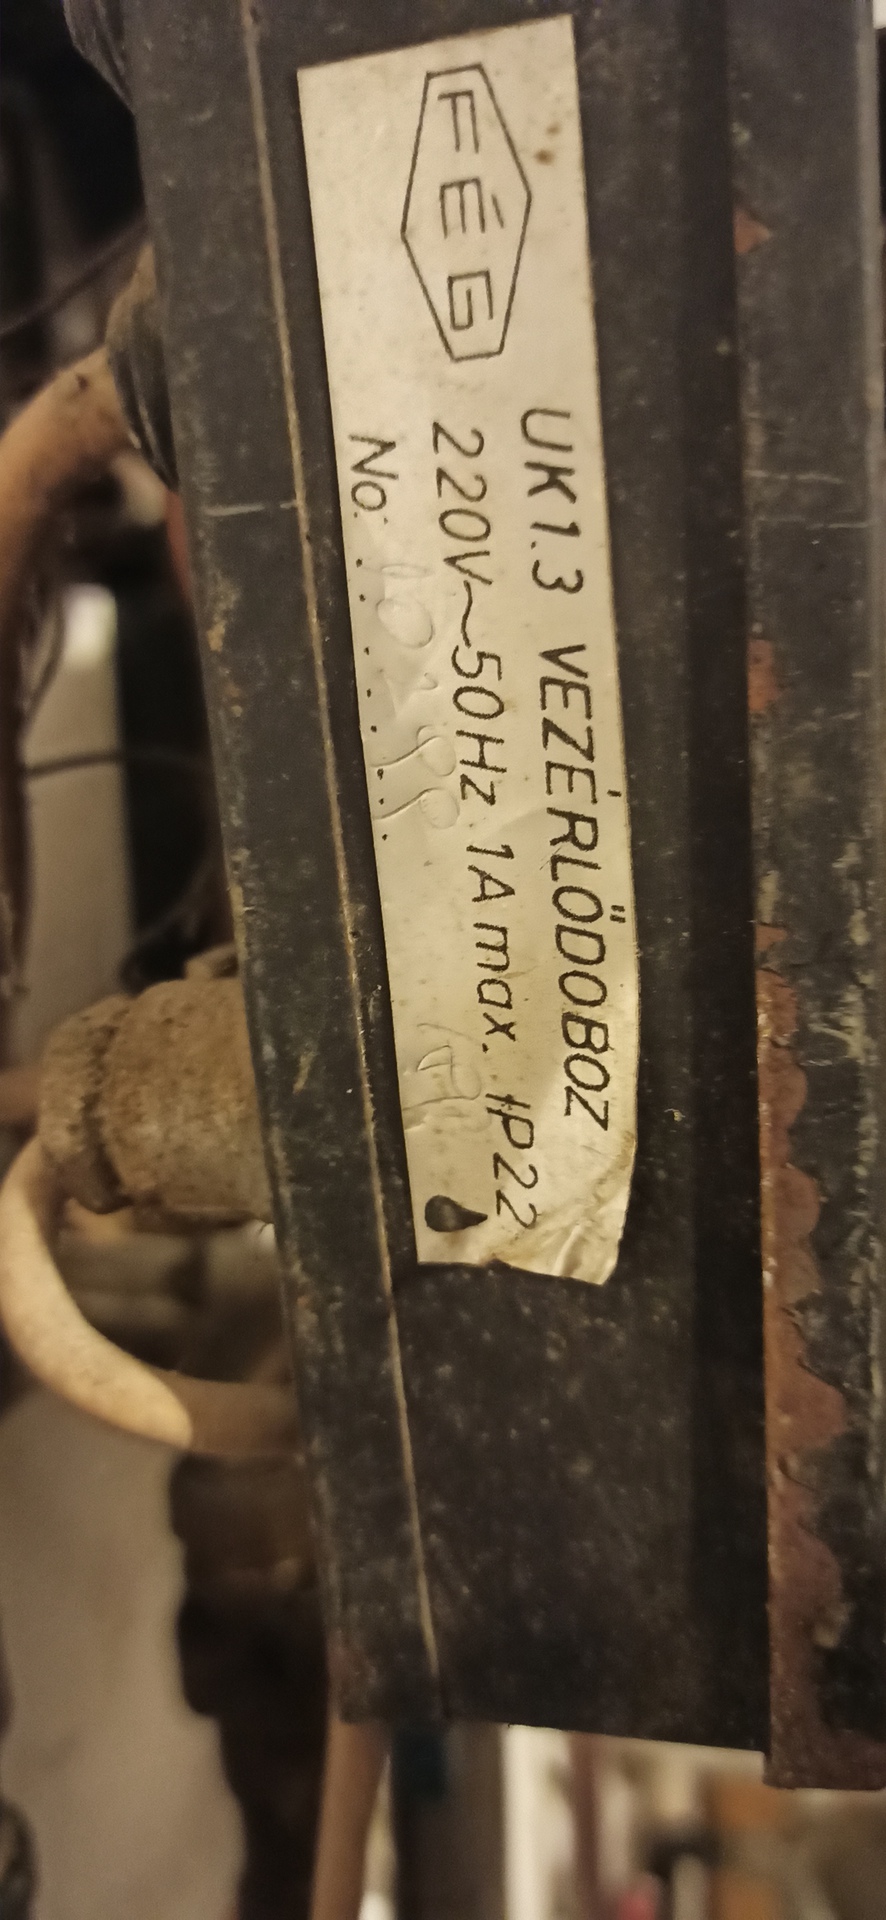 FÉG
UK1.3 VEZÉRLŐDOBOZ
220V~50Hz 1A max. IP22
No: